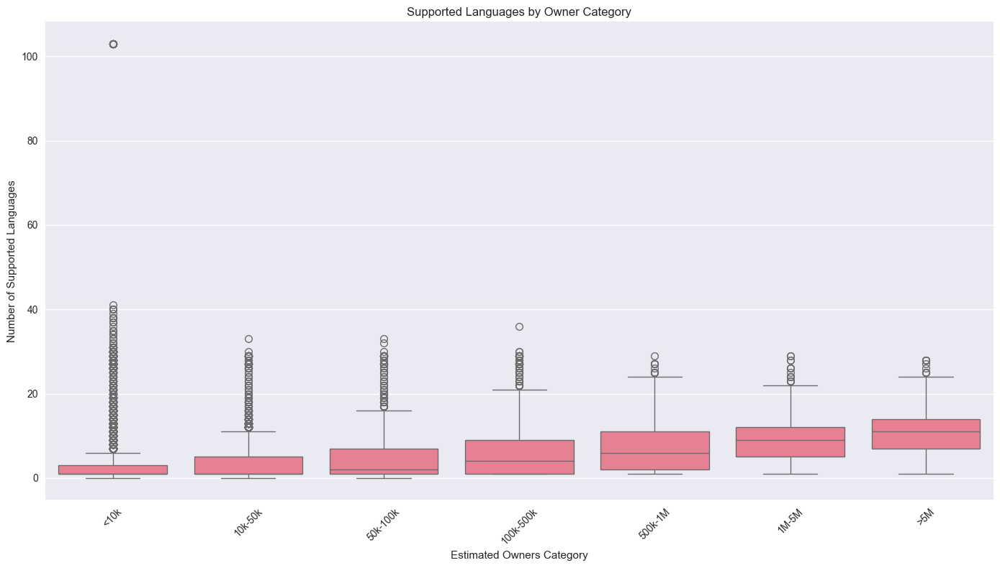 Supported Languages by Owner Category
Number of Supported Languages
100
80
60
40
20
0
<10k
10k-50k
50k-100k
100k-500k
500k-1M
1M-5M
>5M
Estimated Owners Category